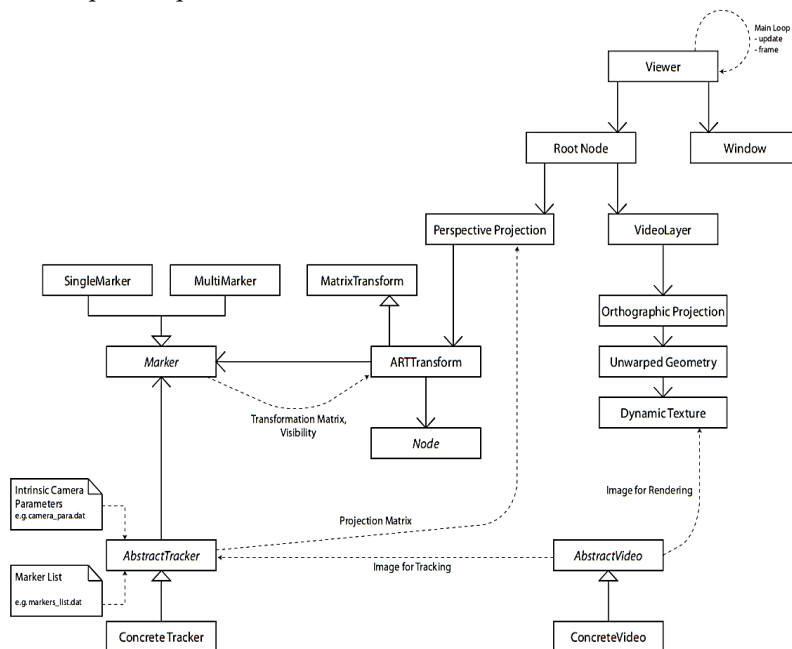 Main Loop
- update
- frame
Viewer
Root Node
Window
Perspective Projection
VideoLayer
SingleMarker
MultiMarker
MatrixTransform
Orthographic Projection
Marker
ARTTransform
Unwarped Geometry
Transformation Matrix,
Visibility
Dynamic Texture
Node
Intrinsic Camera
Parameters
e.g. camera_para.dat
Image for Rendering
Projection Matrix
AbstractTracker
AbstractVideo
Image for Tracking
Marker List
e.g. markers_list.dat
Concrete Tracker
ConcreteVideo